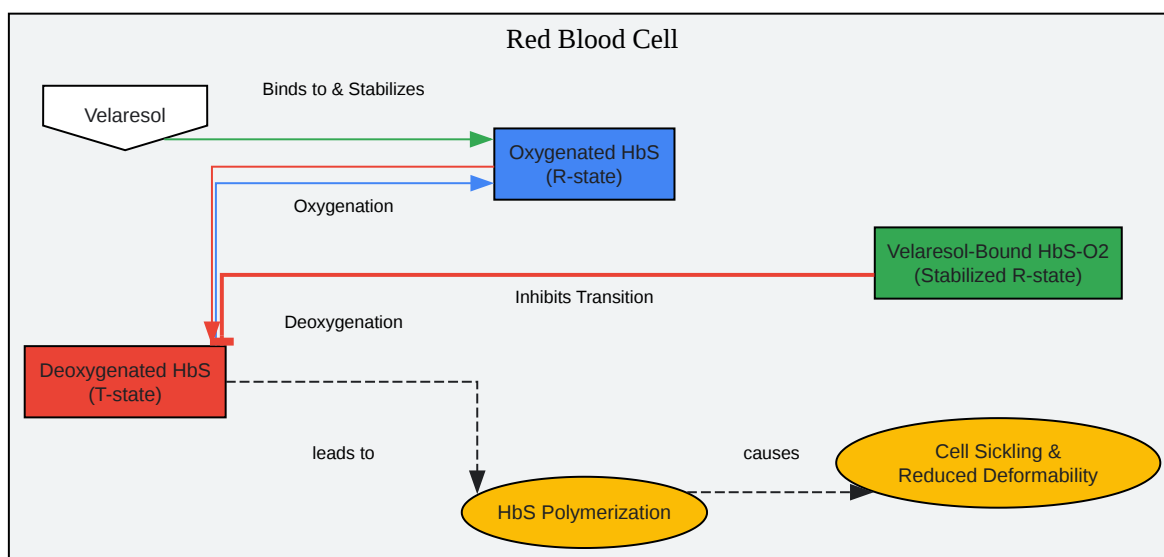 Red Blood Cell
Binds to & Stabilizes
Velaresol
Oxygenated HbS
(R-state)
Oxygenation
Velaresol-Bound HbS-O2
(Stabilized R-state)
Inhibits Transition
Deoxygenation
Deoxygenated HbS
(T-state)
leads to
causes
Cell Sickling &
Reduced Deformability
HbS Polymerization